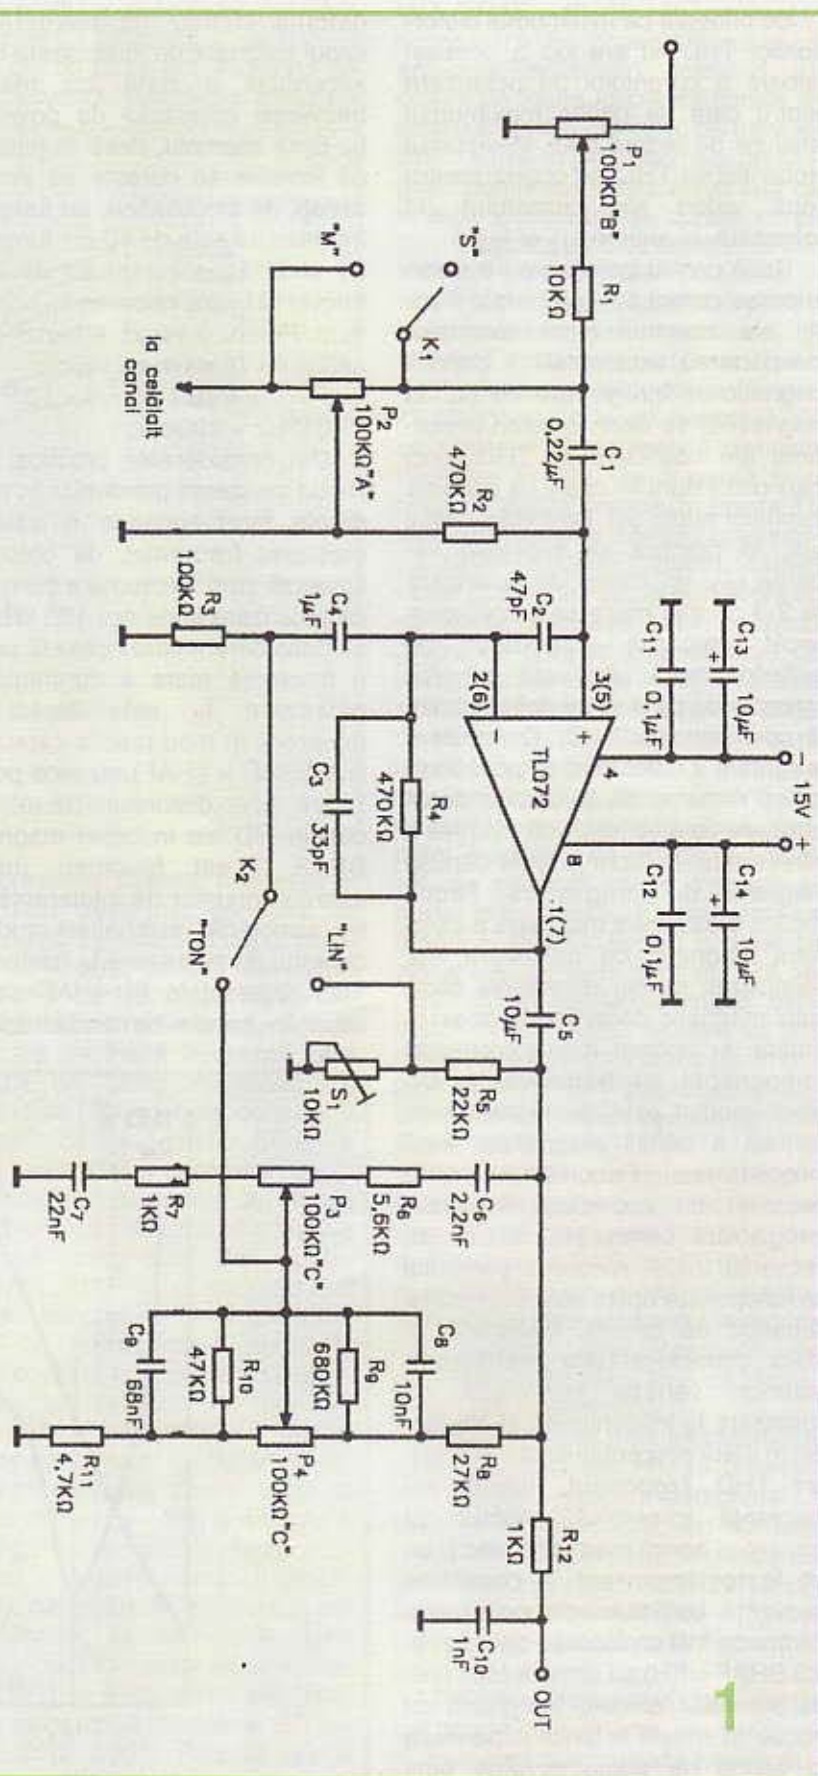 P1
100KΩ"B"
R1
10KΩ
"S"
"M"
K1
la celălalt
canal
P2
100KΩ"A"
C1
0,22µF
R2
470KΩ
C2
47pF
C4
1µF
R3
100KΩ
C13
+ 10µF
C11
0,1µF
- 15V +
C14
+ 10µF
C12
0,1µF
3(5)
2(6)
+
-
TL072
4
8
1(7)
R4
470KΩ
C3
33pF
K2
"LIN"
"TON"
C5
10µF
R5
22KΩ
S1
10KΩ
C6
2,2nF
R6
5,6KΩ
P3
100KΩ"C"
R7
1KΩ
C7
22nF
C8
10nF
R9
680KΩ
R10
47KΩ
C9
68nF
R8
27KΩ
P4
100KΩ"C"
R11
4,7KΩ
R12
1KΩ
C10
1nF
OUT
1